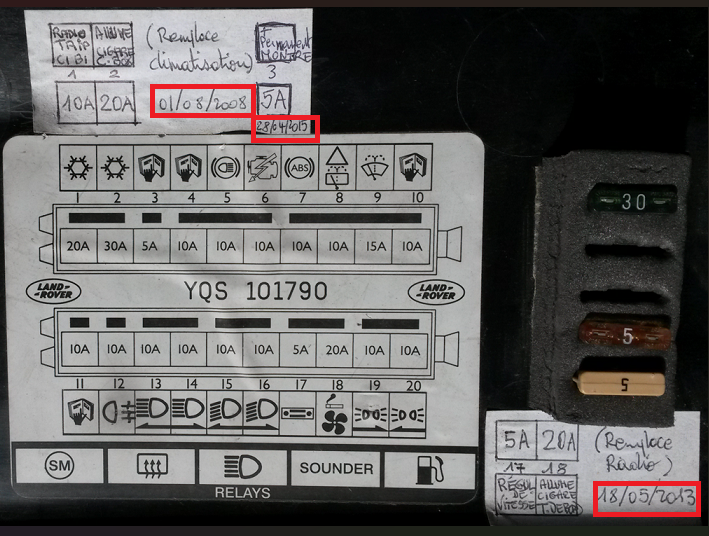 RADIO TRIP CIBI
ALLUME CIGARE
1 2
10A 20A
(Remplace climatisation)
01/08/2008
Permanent MONTRE
3
5A
28/04/2015
ABS
1 2 3 4 5 6 7 8 9 10
20A 30A 5A 10A 10A 10A 10A 10A 15A 10A
LAND-ROVER
YQS 101790
LAND-ROVER
10A 10A 10A 10A 10A 10A 5A 20A 10A 10A
11 12 13 14 15 16 17 18 19 20
SM
SOUNDER
RELAYS
30
5
5
5A 20A
17 18
REGUL DE VITESSE
ALLUME CIGARE
(Remplace Radio)
18/05/2013